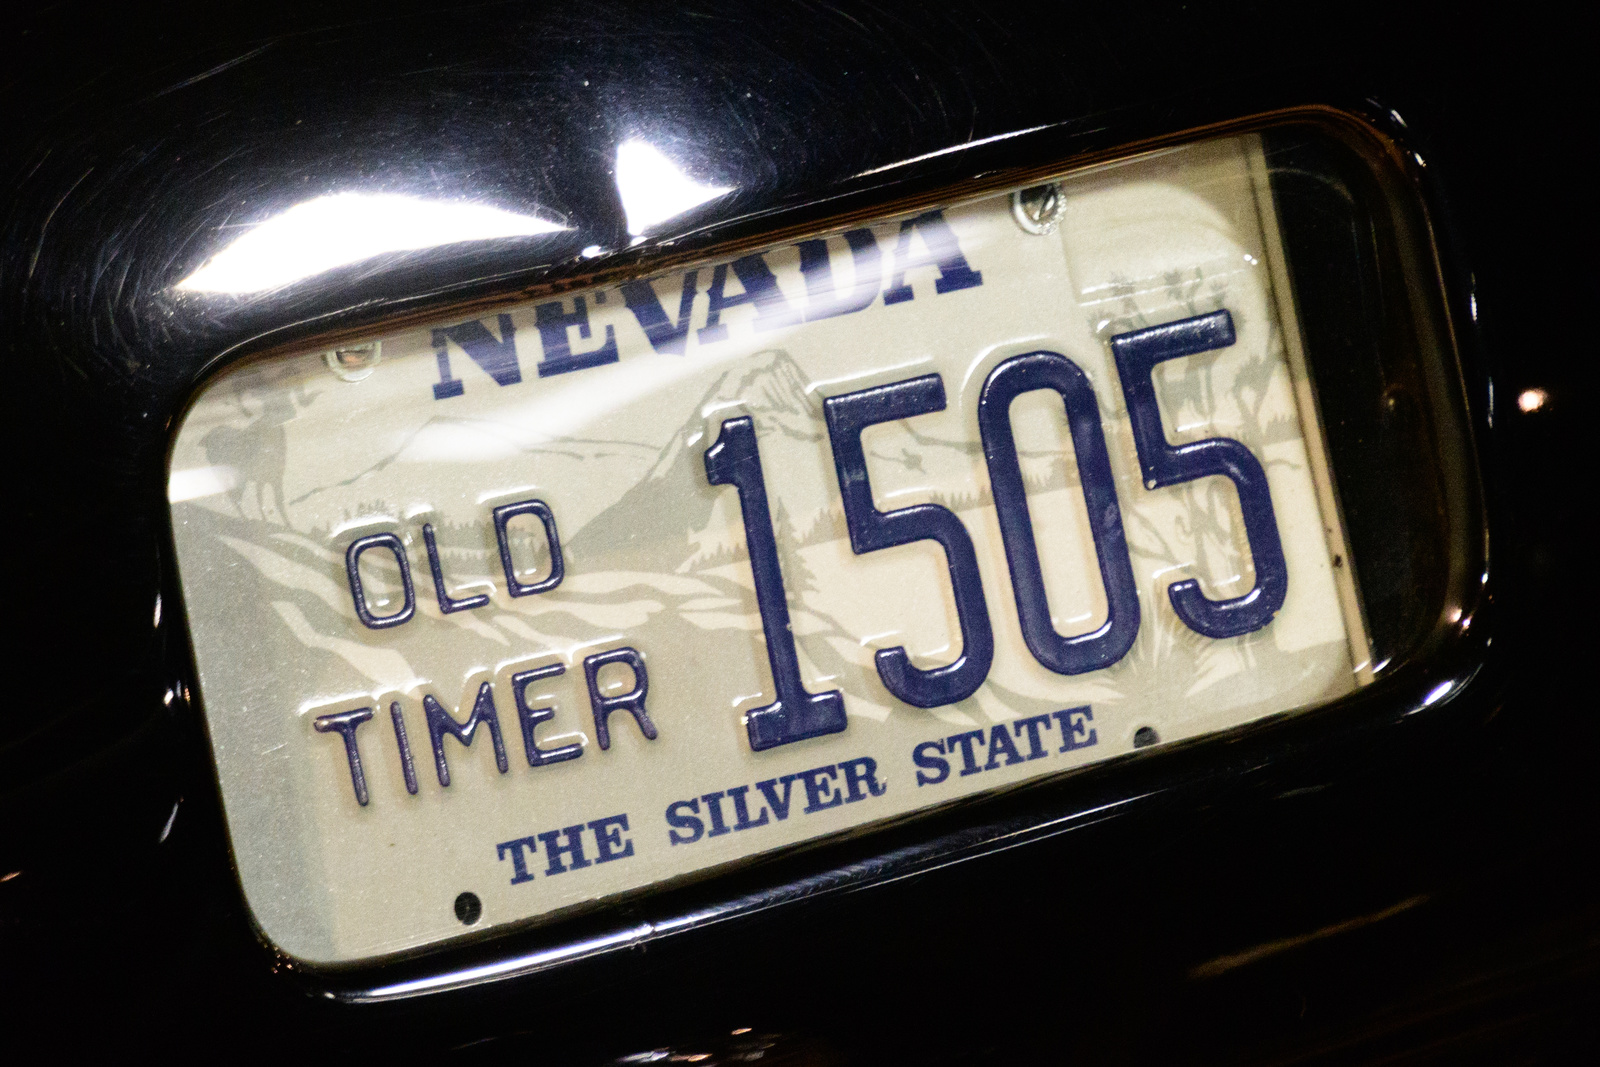 NEVADA
OLD
TIMER
1505
THE SILVER STATE